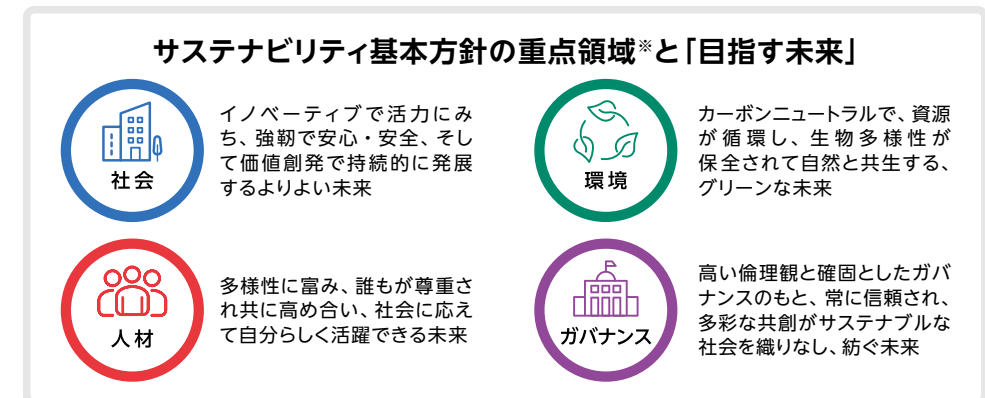 サステナビリティ基本方針の重点領域※と「目指す未来」
社会
イノベーティブで活力にみ
ち、強靭で安心・安全、そし
て価値創発で持続的に発展
するよりよい未来
環境
カーボンニュートラルで、資源
が循環し、生物多様性が
保全されて自然と共生する、
グリーンな未来
人材
多様性に富み、誰もが尊重さ
れ共に高め合い、社会に応え
て自分らしく活躍できる未来
ガバナンス
高い倫理観と確固としたガバ
ナンスのもと、常に信頼され、
多彩な共創がサステナブルな
社会を織りなし、紡ぐ未来